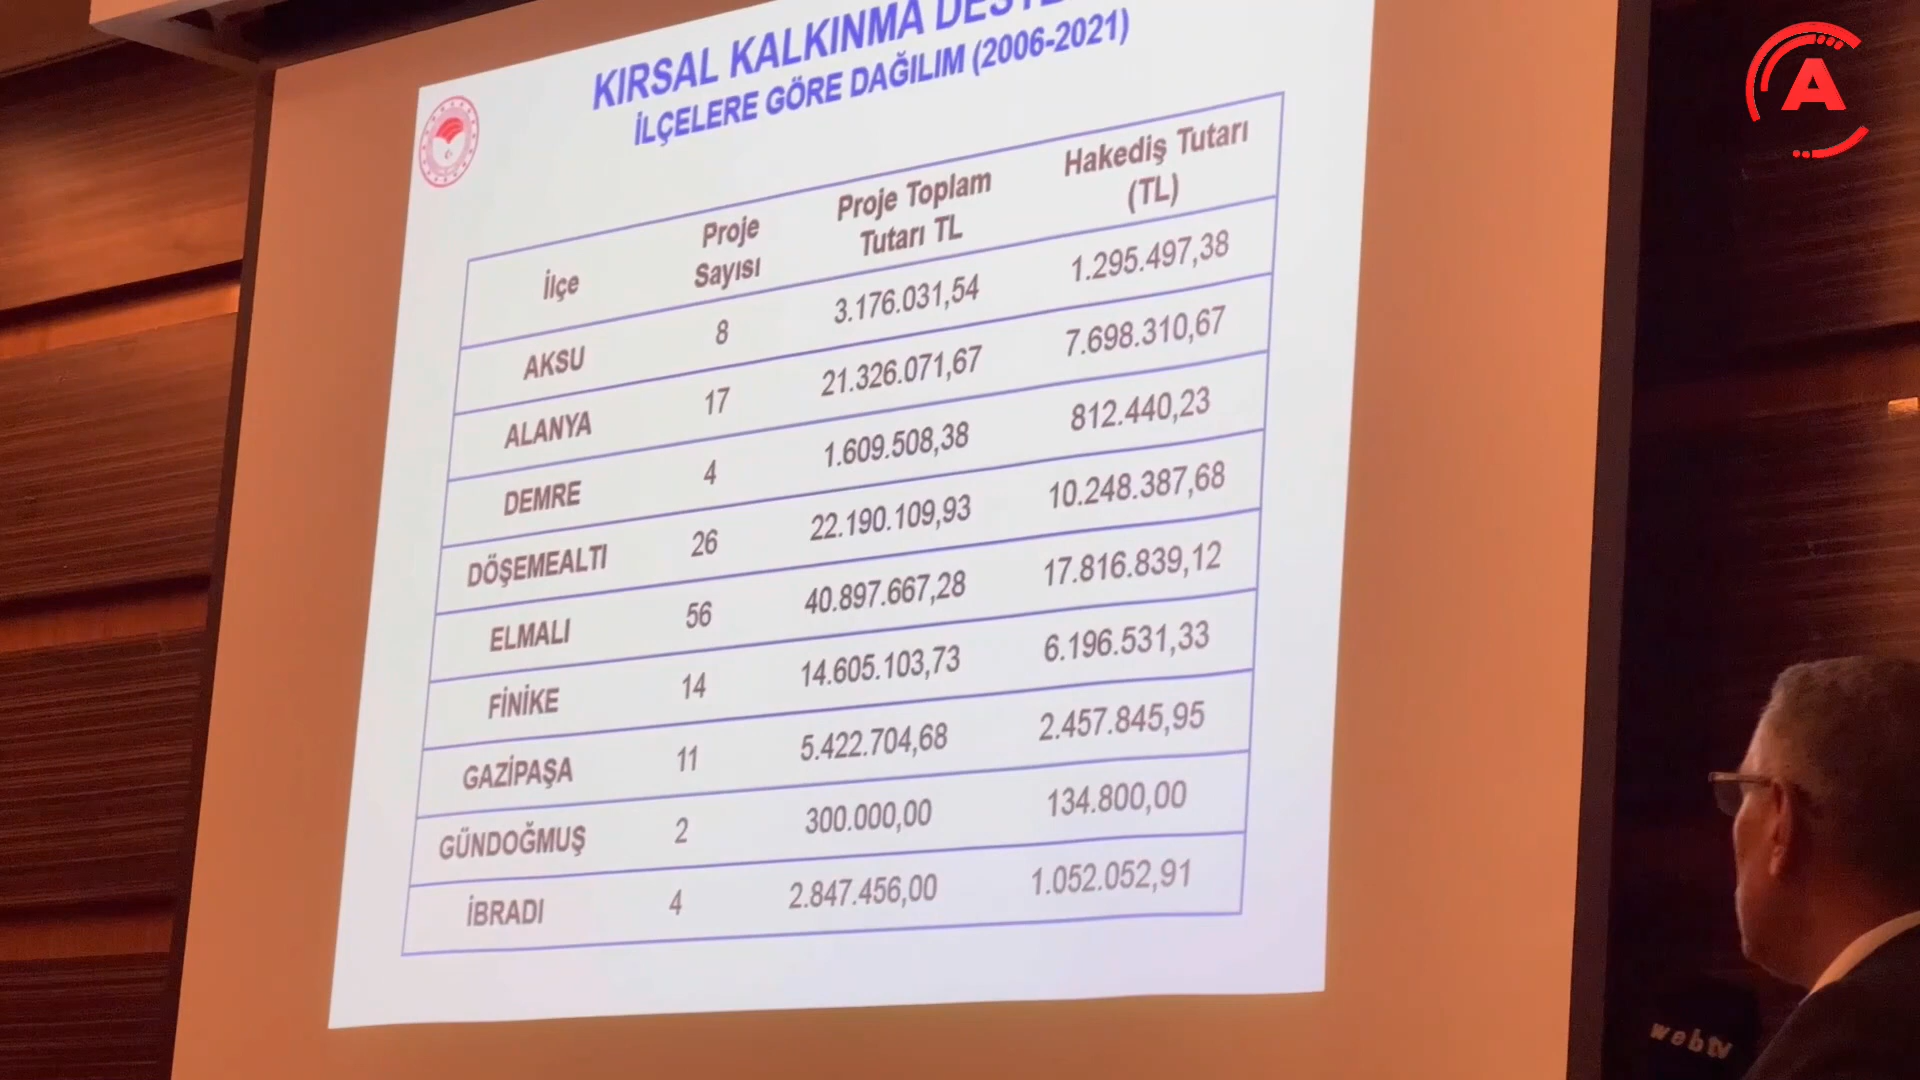 KIRSAL KALKINMA
İLÇELERE GÖRE DAĞILIM (2006-2021)
İlçe Proje Sayısı Proje Toplam Tutarı TL Hakediş Tutarı (TL)
AKSU 8 3.176.031,54 1.295.497,38
ALANYA 17 21.326.071,67 7.698.310,67
DEMRE 4 1.609.508,38 812.440,23
DÖŞEMEALTI 26 22.190.109,93 10.248.387,68
ELMALI 56 40.897.667,28 17.816.839,12
FİNİKE 14 14.605.103,73 6.196.531,33
GAZİPAŞA 11 5.422.704,68 2.457.845,95
GÜNDOĞMUŞ 2 300.000,00 134.800,00
İBRADI 4 2.847.456,00 1.052.052,91
A
webtv